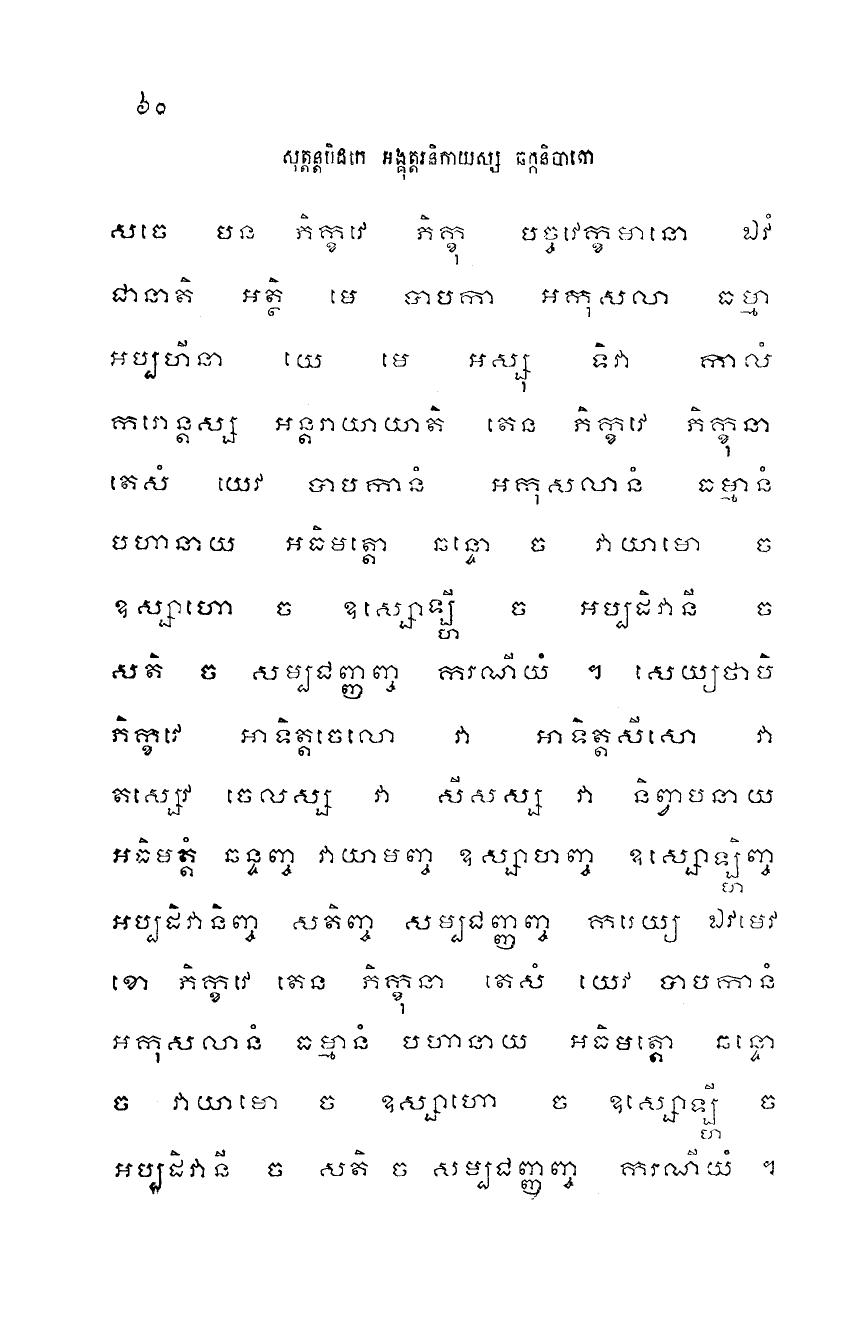 ៦០
សុត្តន្តបិដកេ អង្គុត្តរនិកាយស្ស ឆក្កនិបាតោ
សចេ បន ភិក្ខវេ ភិក្ខុ បច្ចវេក្ខមានោ ឯវំ
ជានាតិ អត្ថិ មេ បាបកា អកុសលា ធម្មា
អប្បហីនា យេ មេ អស្សុ ទិវា កាលំ
ករោន្តស្ស អន្តរាយាយាតិ តេន ភិក្ខវេ ភិក្ខុនា
តេសំ យេវ បាបកានំ អកុសលានំ ធម្មានំ
បហានាយ អធិមត្តោ ឆន្ទោ ច វាយាមោ ច
ឧស្សាហោ ច ឧស្សោឡ្ហី ច អប្បដិវានី ច
សតិ ច សម្បជញ្ញញ្ច ករណីយំ ។ សេយ្យថាបិ
ភិក្ខវេ អាទិត្តចេលោ វា អាទិត្តសីសោ វា
តស្សេវ ចេលស្ស វា សីសស្ស វា និព្វាបនាយ
អធិមត្តំ ឆន្ទញ្ច វាយាមញ្ច ឧស្សាហញ្ច ឧស្សោឡ្ហិញ្ច
អប្បដិវានិញ្ច សតិញ្ច សម្បជញ្ញញ្ច ករេយ្យ ឯវមេវ
ខោ ភិក្ខវេ តេន ភិក្ខុនា តេសំ យេវ បាបកានំ
អកុសលានំ ធម្មានំ បហានាយ អធិមត្តោ ឆន្ទោ
ច វាយាមោ ច ឧស្សាហោ ច ឧស្សោឡ្ហី ច
អប្បដិវានី ច សតិ ច សម្បជញ្ញញ្ច ករណីយំ ។